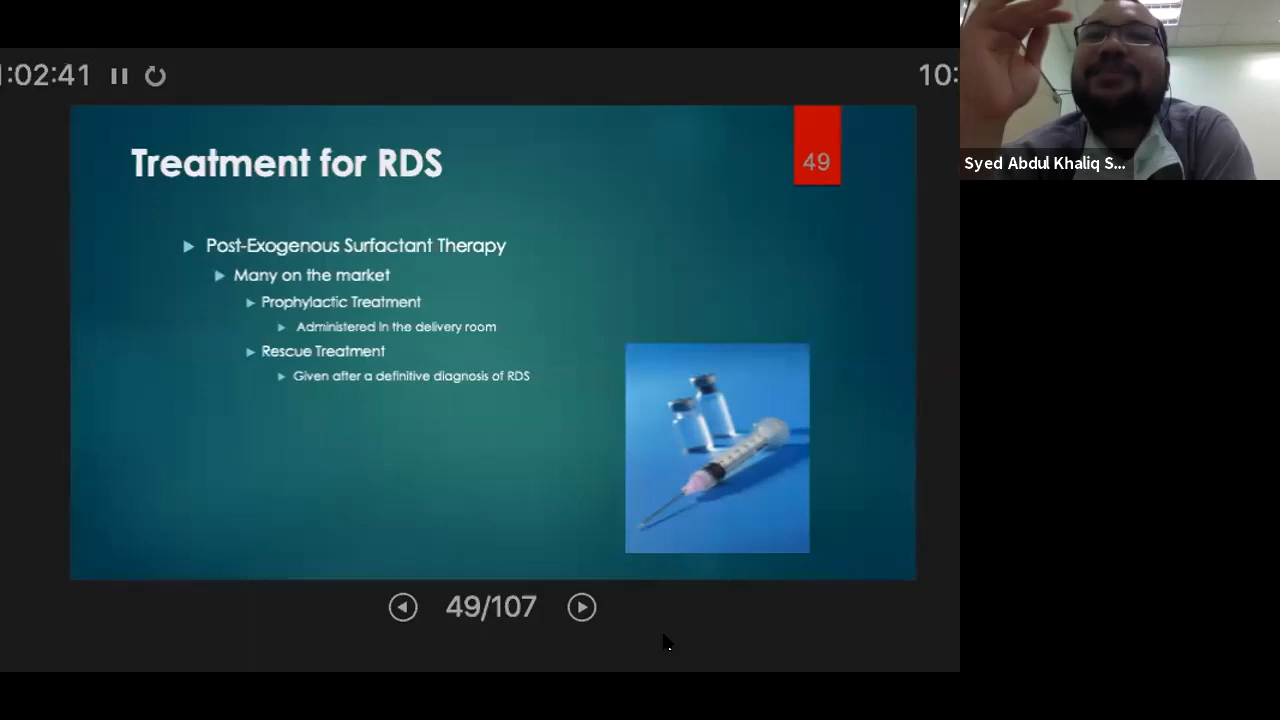 1:02:41
10:
Treatment for RDS
49
Post-Exogenous Surfactant Therapy
Many on the market
Prophylactic Treatment
Administered in the delivery room
Rescue Treatment
Given after a definitive diagnosis of RDS
49/107
Syed Abdul Khaliq S...